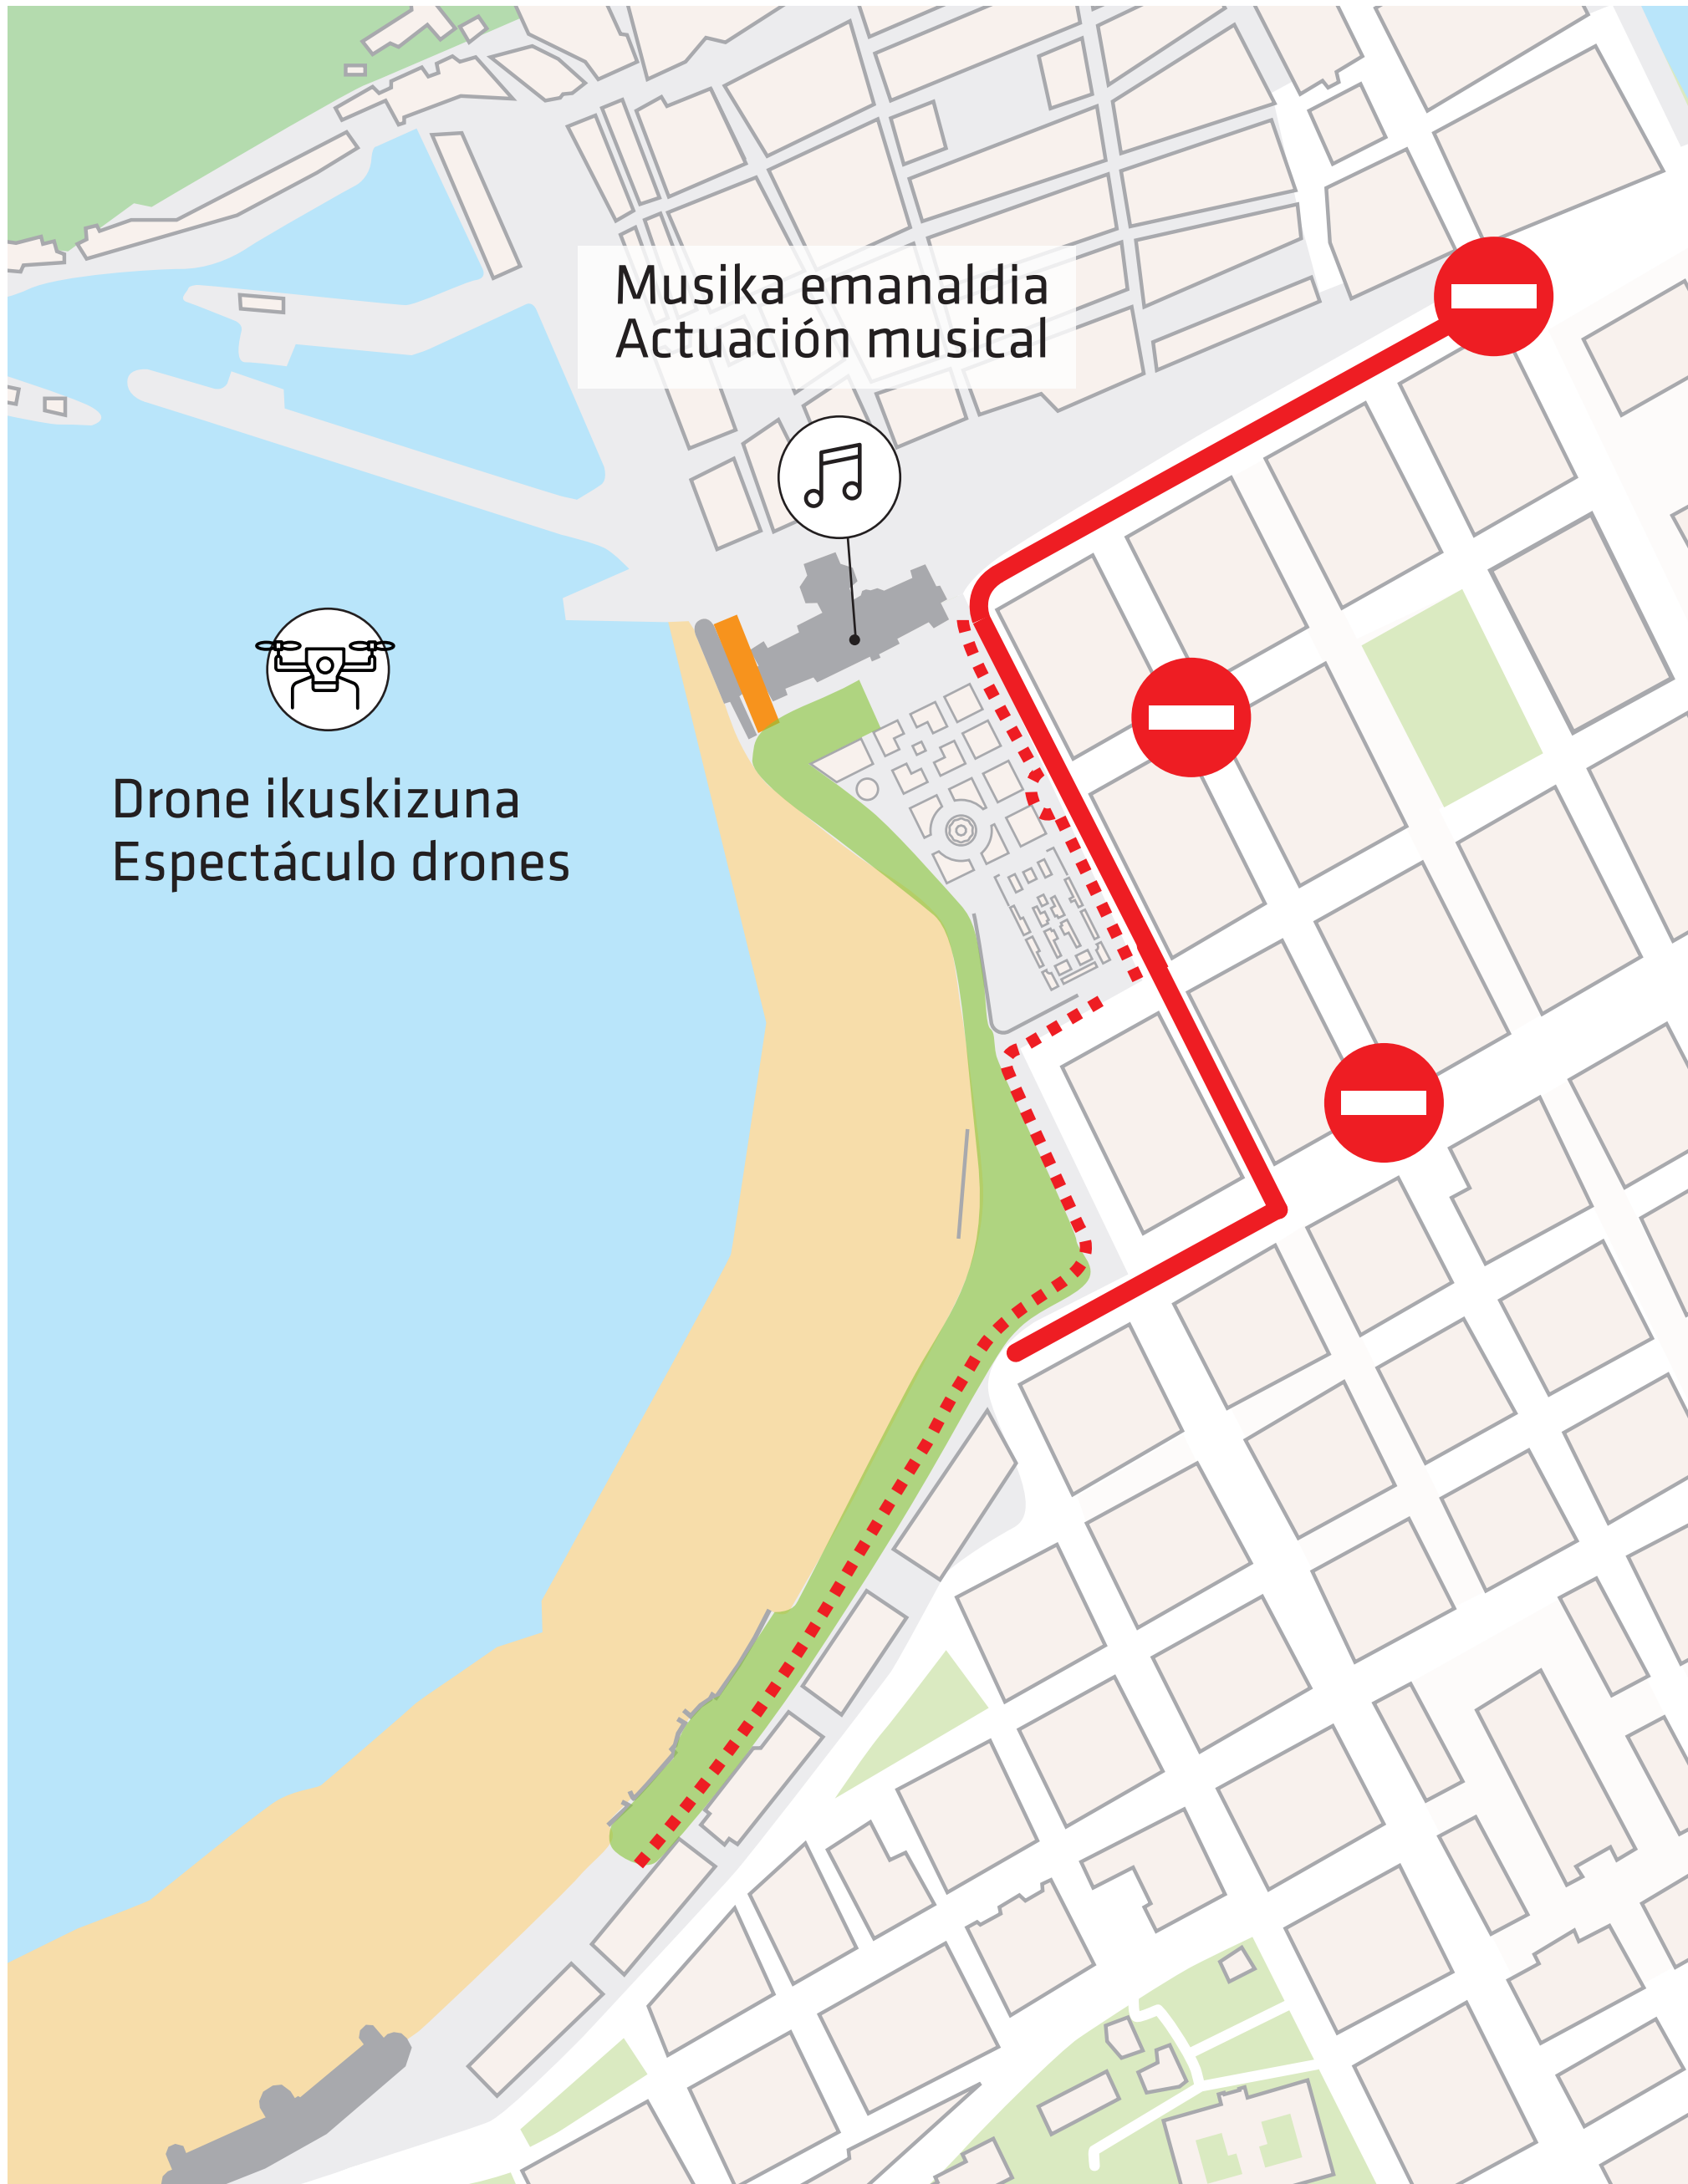 Musika emanaldia
Actuación musical
Drone ikuskizuna
Espectáculo drones